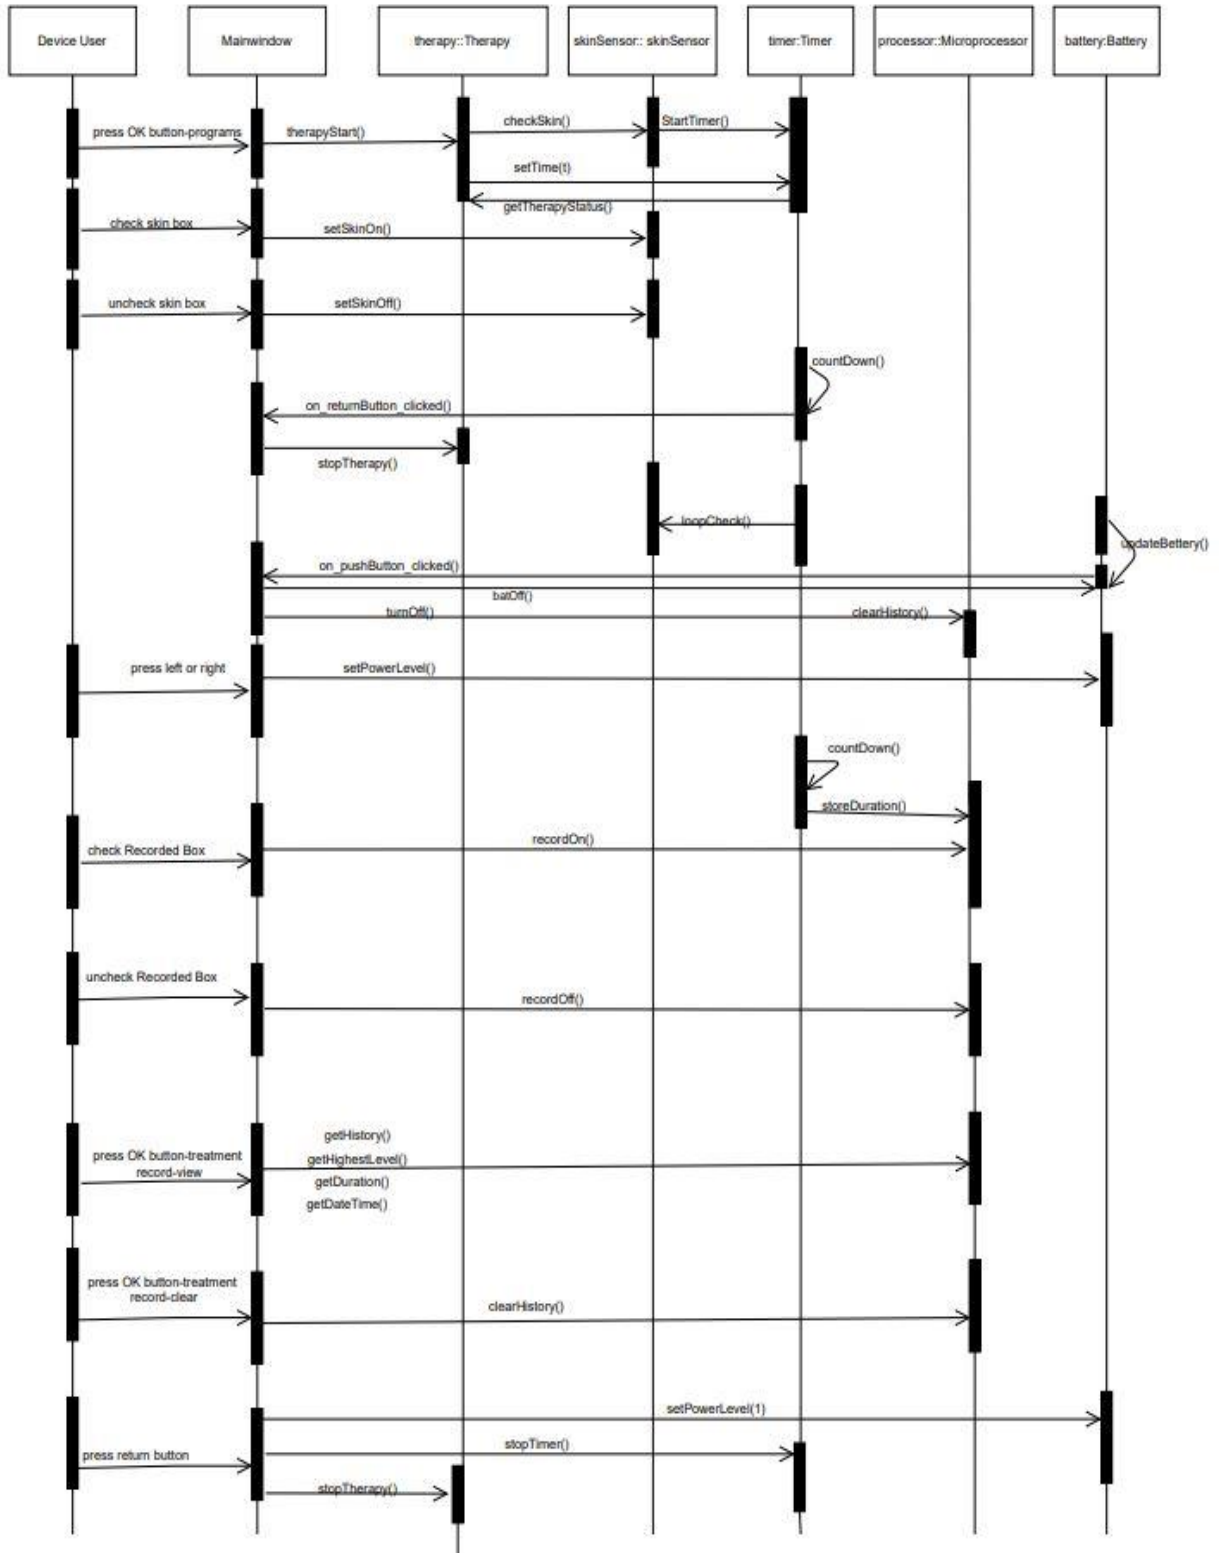 Device User
Mainwindow
therapy::Therapy
skinSensor:: skinSensor
timer:Timer
processor::Microprocessor
battery:Battery
press OK button-programs
therapyStart()
checkSkin()
StartTimer()
setTime(t)
getTherapyStatus()
check skin box
setSkinOn()
uncheck skin box
setSkinOff()
countDown()
on_returnButton_clicked()
stopTherapy()
loopCheck()
updateBettery()
on_pushButton_clicked()
batOff()
turnOff()
clearHistory()
press left or right
setPowerLevel()
countDown()
storeDuration()
check Recorded Box
recordOn()
uncheck Recorded Box
recordOff()
getHistory()
press OK button-treatment
record-view
getHighestLevel()
getDuration()
getDateTime()
press OK button-treatment
record-clear
clearHistory()
setPowerLevel(1)
stopTimer()
press return button
stopTherapy()